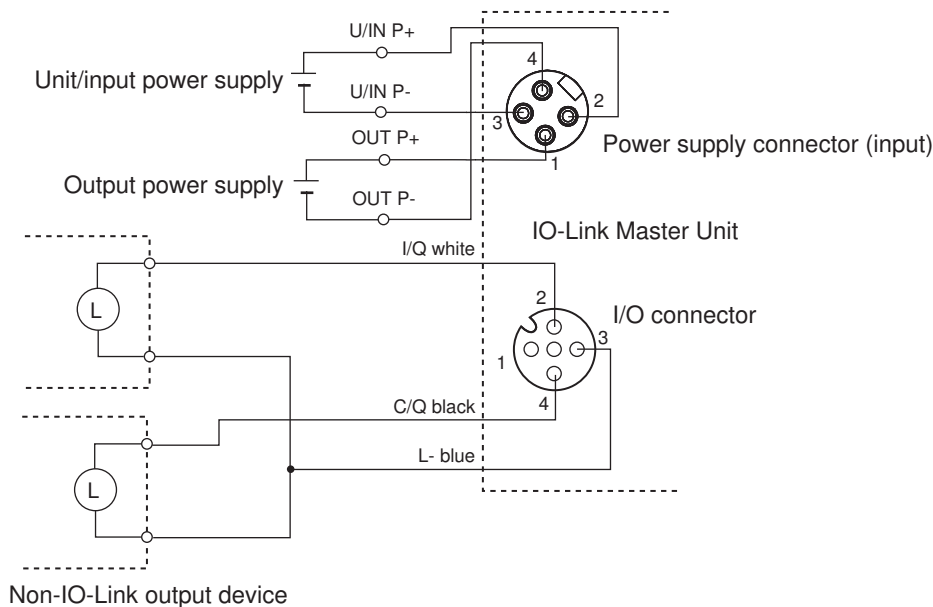 U/IN P+
Unit/input power supply
U/IN P-
4
2
3
1
OUT P+
Power supply connector (input)
Output power supply
OUT P-
IO-Link Master Unit
I/Q white
L
2
I/O connector
3
1
4
C/Q black
L- blue
L
Non-IO-Link output device